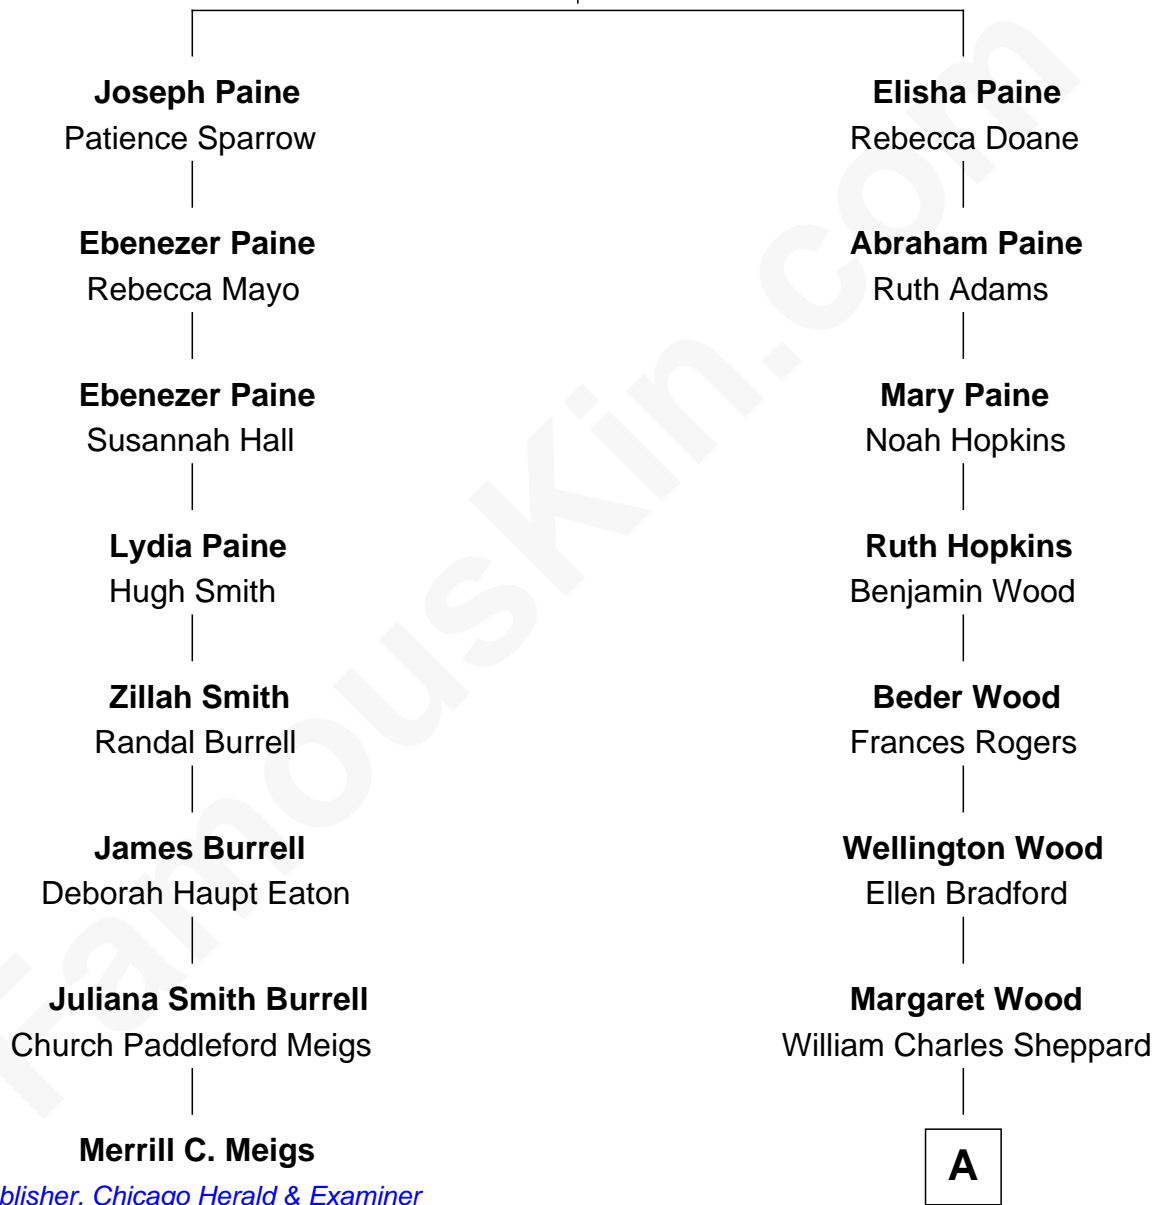 Joseph Paine
Patience Sparrow
Ebenezer Paine
Rebecca Mayo
Ebenezer Paine
Susannah Hall
Lydia Paine
Hugh Smith
Zillah Smith
Randal Burrell
James Burrell
Deborah Haupt Eaton
Juliana Smith Burrell
Church Paddleford Meigs
Merrill C. Meigs
blisher, Chicago Herald & Examiner
Elisha Paine
Rebecca Doane
Abraham Paine
Ruth Adams
Mary Paine
Noah Hopkins
Ruth Hopkins
Benjamin Wood
Beder Wood
Frances Rogers
Wellington Wood
Ellen Bradford
Margaret Wood
William Charles Sheppard
A
FamousKin.com